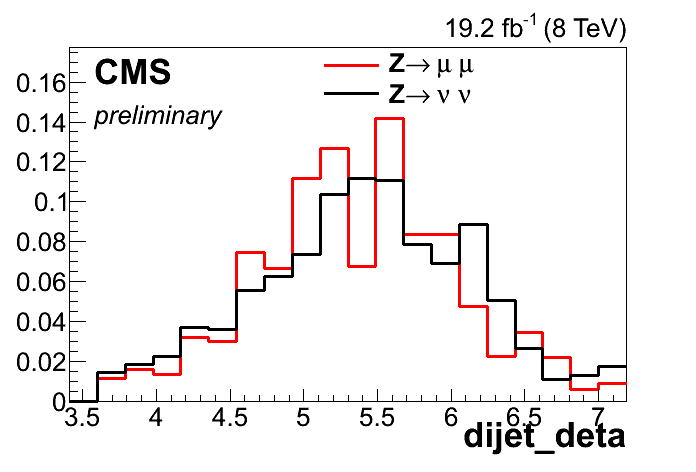 19.2 fb⁻¹ (8 TeV)
CMS
preliminary
Z→ μ μ
Z→ ν ν
0.16
0.14
0.12
0.1
0.08
0.06
0.04
0.02
0
3.5 4 4.5 5 5.5 6 6.5 7
dijet_deta